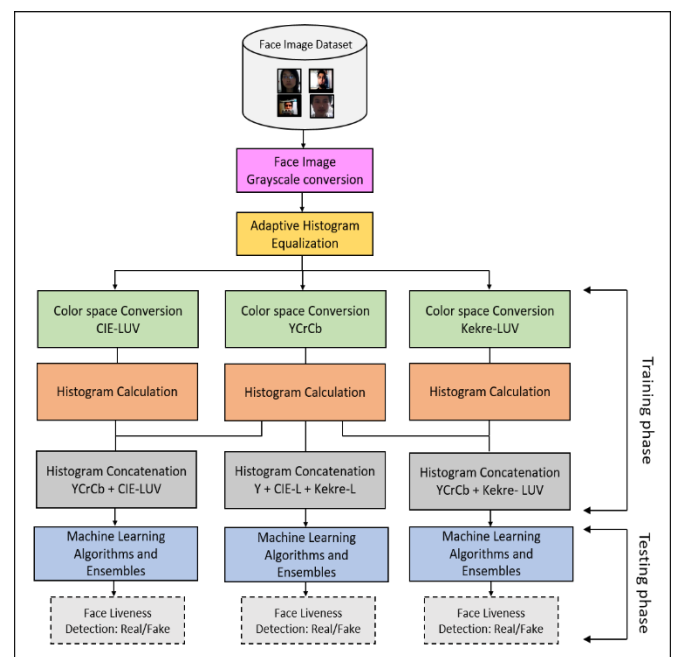 Face Image Dataset
Face Image
Grayscale conversion
Adaptive Histogram
Equalization
Color space Conversion
CIE-LUV
Color space Conversion
YCrCb
Color space Conversion
Kekre-LUV
Histogram Calculation
Histogram Calculation
Histogram Calculation
Training phase
Histogram Concatenation
YCrCb + CIE-LUV
Histogram Concatenation
Y + CIE-L + Kekre-L
Histogram Concatenation
YCrCb + Kekre- LUV
Machine Learning
Algorithms and
Ensembles
Machine Learning
Algorithms and
Ensembles
Machine Learning
Algorithms and
Ensembles
Testing phase
Face Liveness
Detection: Real/Fake
Face Liveness
Detection: Real/Fake
Face Liveness
Detection: Real/Fake